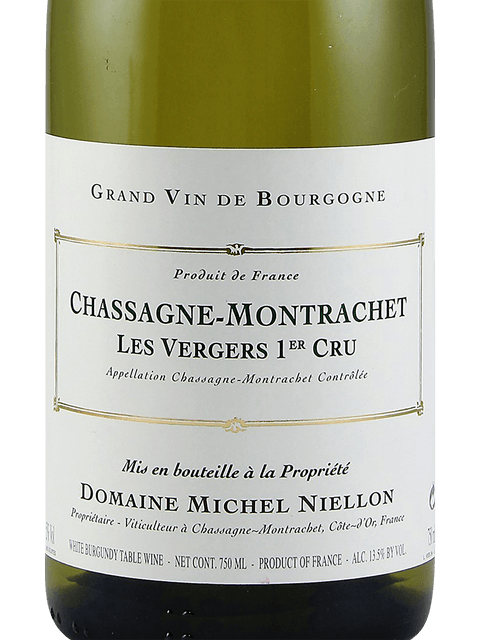 GRAND VIN DE BOURGOGNE
Produit de France
CHASSAGNE-MONTRACHET
LES VERGERS 1ER CRU
Appellation Chassagne-Montrachet Contrôlée
Mis en bouteille à la Propriété
DOMAINE MICHEL NIELLON
Propriétaire - Viticulteur à Chassagne~Montrachet, Côte~d'Or, France
WHITE BURGUNDY TABLE WINE - NET CONT. 750 ML - PRODUCT OF FRANCE - ALC. 13.5% BY VOL.